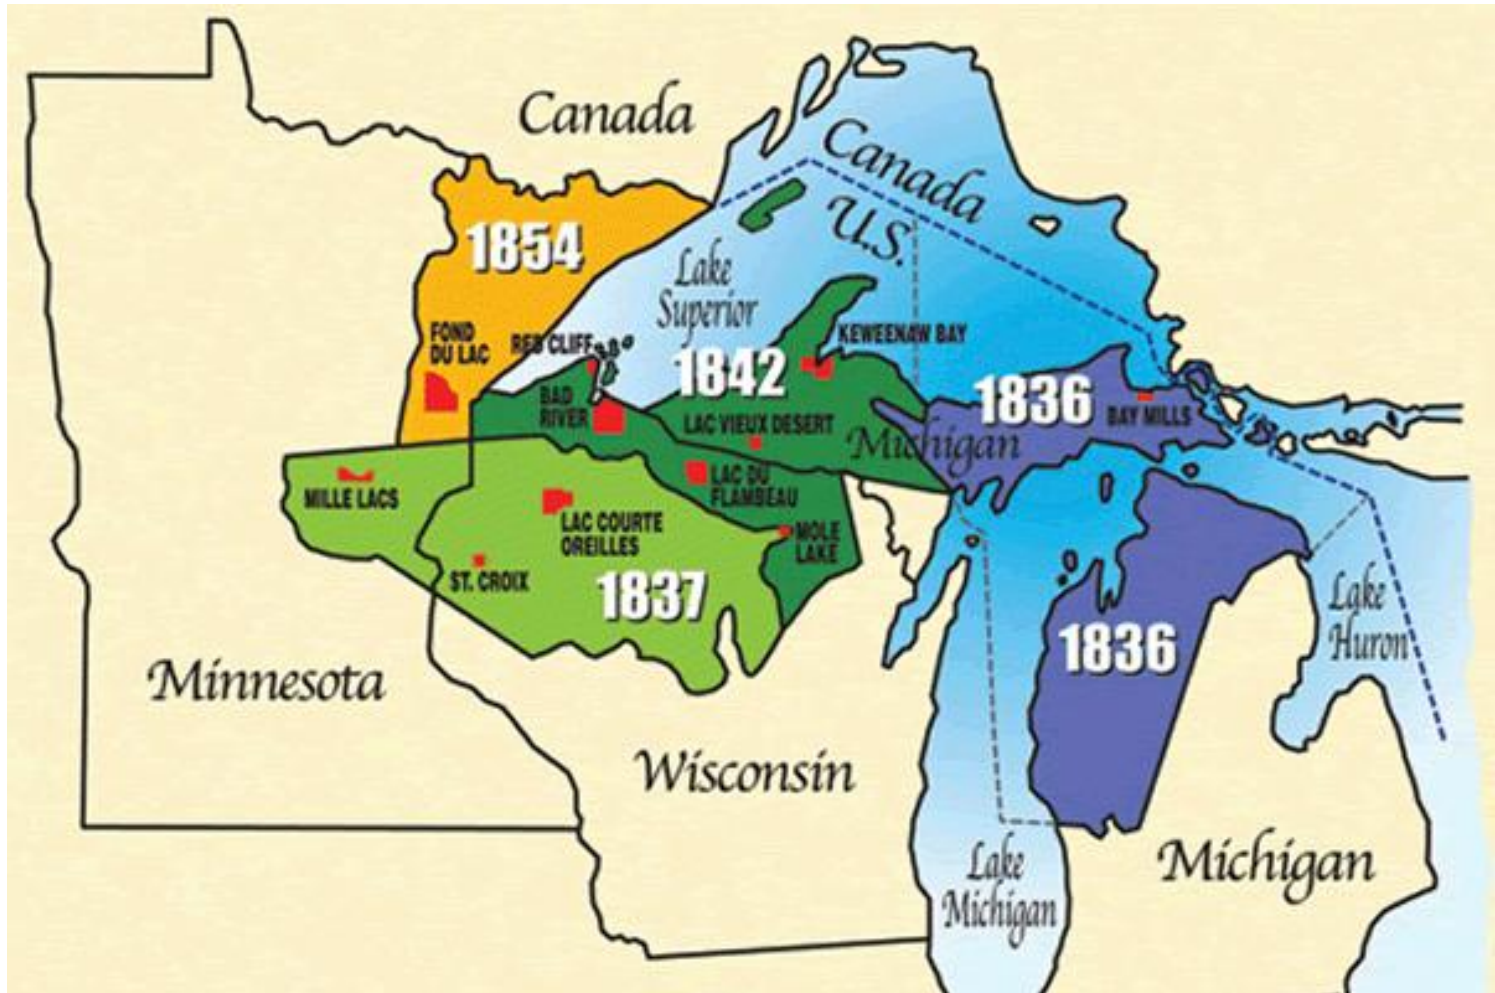 Canada
Canada
U.S.
1854
Lake
Superior
FOND
DU LAC
RED CLIFF
KEWEENAW BAY
1842
1836
BAD
RIVER
LAC VIEUX DESERT
BAY MILLS
Michigan
MILLE LACS
LAC DU
FLAMBEAU
LAC COURTE
OREILLES
MOLE
LAKE
ST. CROIX
1837
Lake
Huron
1836
Minnesota
Wisconsin
Lake
Michigan
Michigan